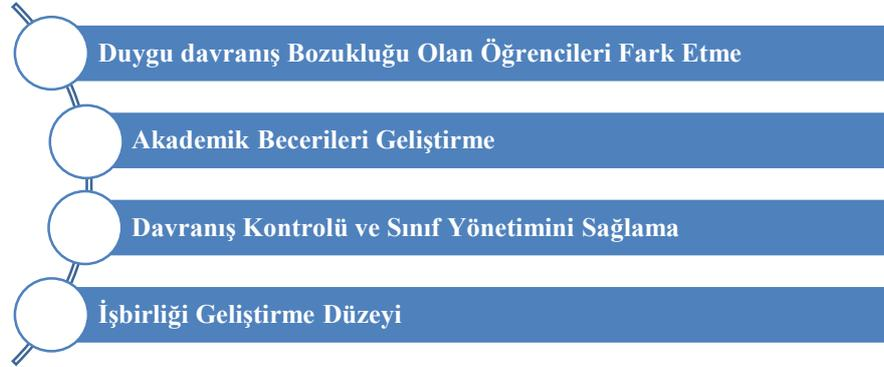 Duygu davranış Bozukluğu Olan Öğrencileri Fark Etme
Akademik Becerileri Geliştirme
Davranış Kontrolü ve Sınıf Yönetimini Sağlama
İşbirliği Geliştirme Düzeyi